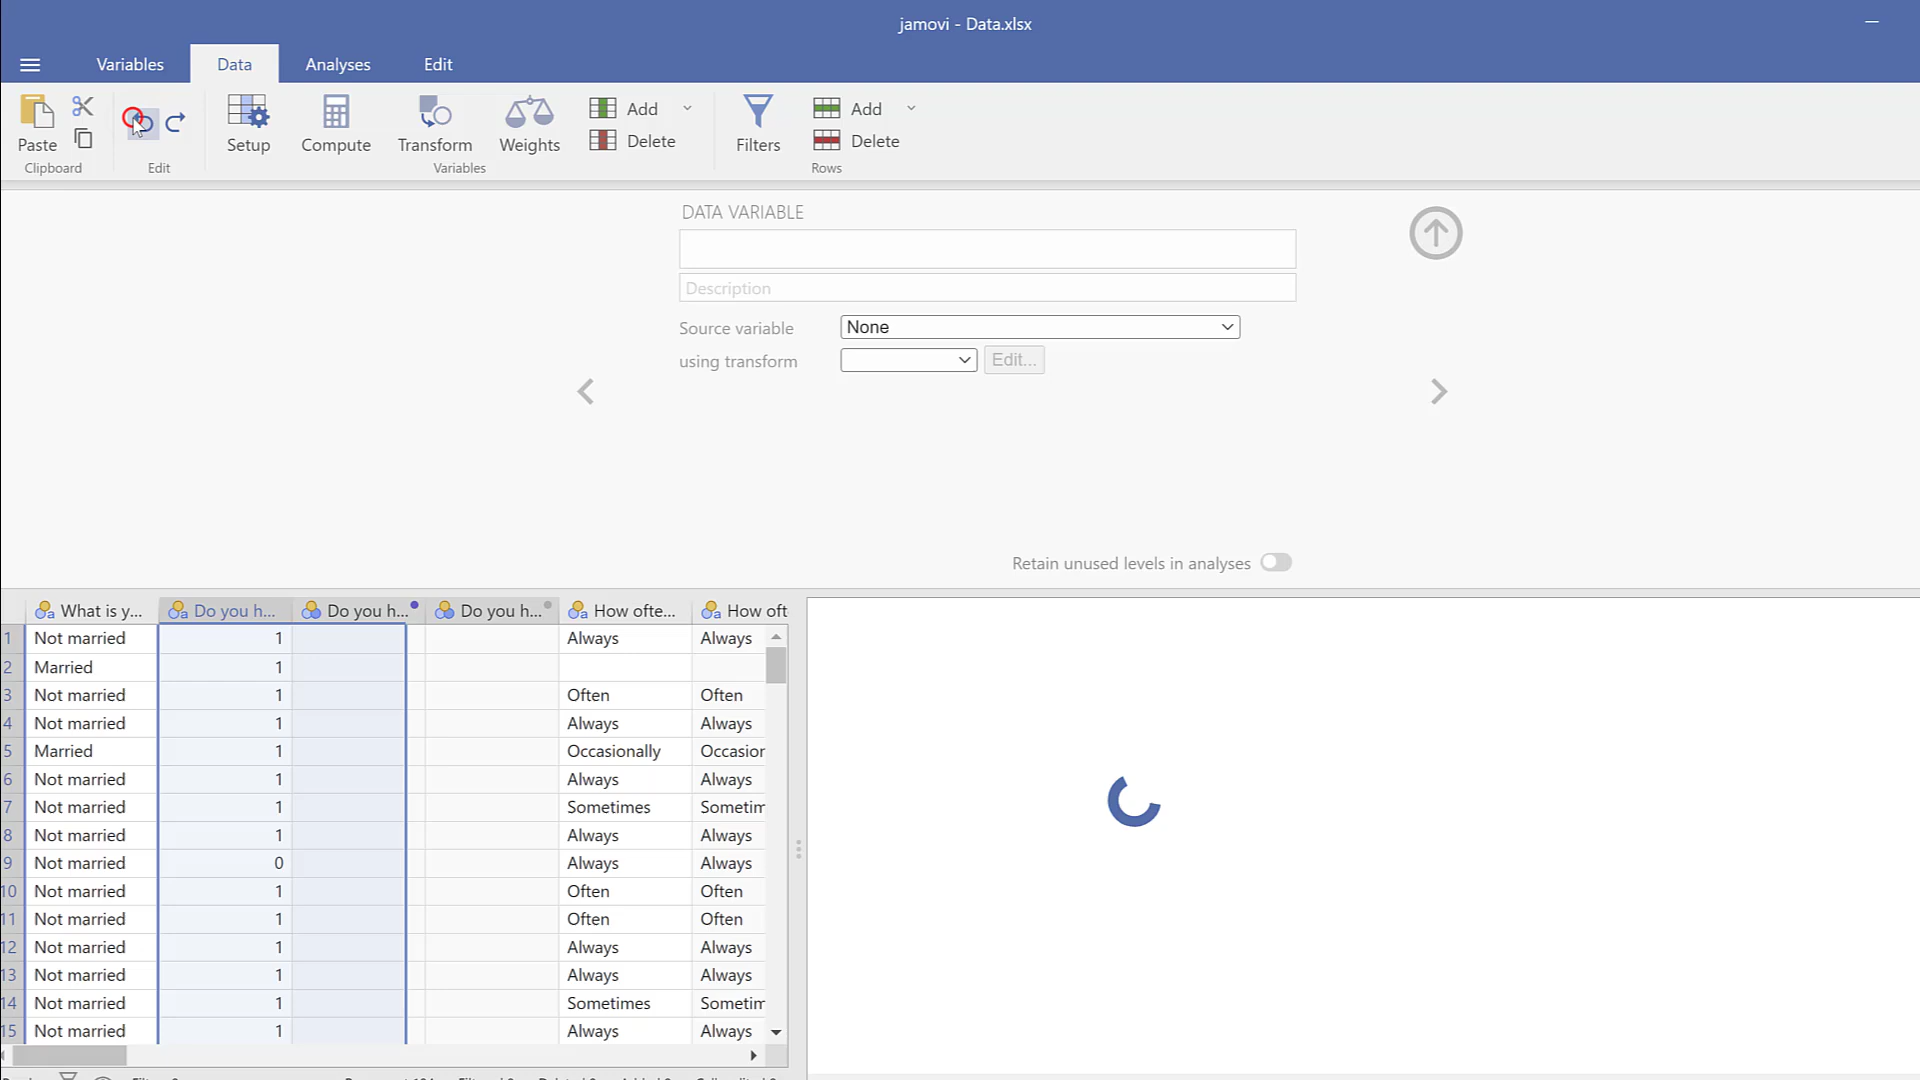 jamovi - Data.xlsx
Variables
Data
Analyses
Edit
Paste
Clipboard
Edit
Setup
Compute
Transform
Weights
Add
Delete
Variables
Filters
Add
Delete
Rows
DATA VARIABLE
Description
Source variable
None
using transform
Edit...
Retain unused levels in analyses
What is y... Do you h... Do you h... Do you h... How ofte... How oft
1 Not married 1 Always Always
2 Married 1
3 Not married 1 Often Often
4 Not married 1 Always Always
5 Married 1 Occasionally Occasion
6 Not married 1 Always Always
7 Not married 1 Sometimes Sometim
8 Not married 1 Always Always
9 Not married 0 Always Always
10 Not married 1 Often Often
11 Not married 1 Often Often
12 Not married 1 Always Always
13 Not married 1 Always Always
14 Not married 1 Sometimes Sometim
15 Not married 1 Always Always